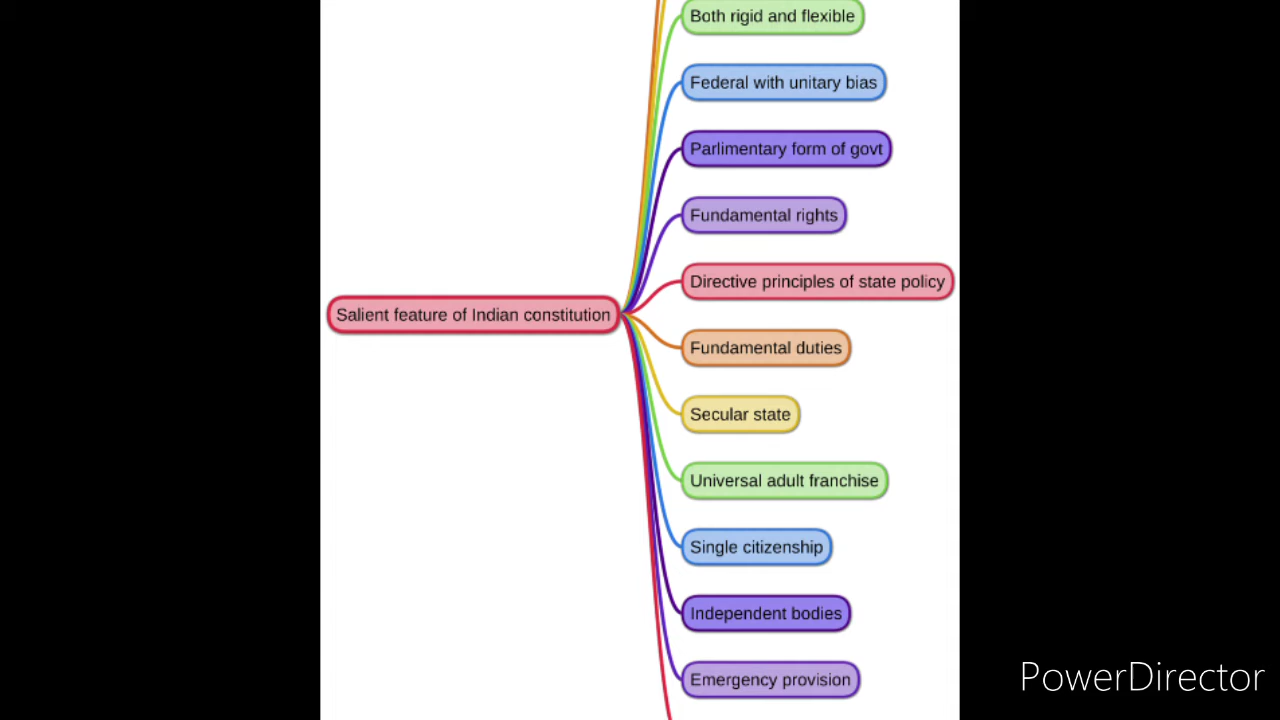 Both rigid and flexible
Federal with unitary bias
Parlimentary form of govt
Fundamental rights
Directive principles of state policy
Salient feature of Indian constitution
Fundamental duties
Secular state
Universal adult franchise
Single citizenship
Independent bodies
Emergency provision
PowerDirector